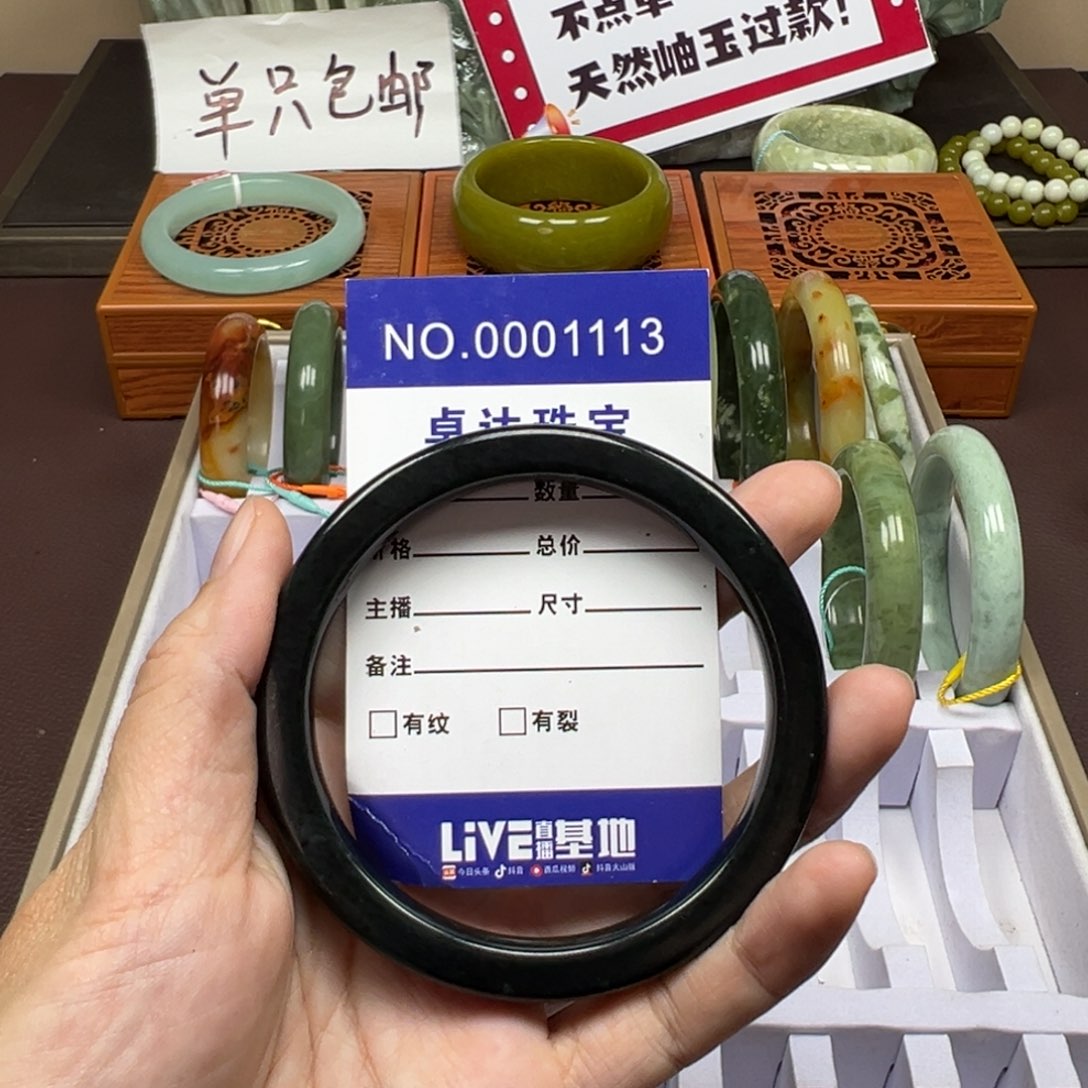 单只包邮
不点单
天然岫玉过款！
NO.0001113
卓达珠宝
数量
价格 总价
主播 尺寸
备注
有纹 有裂
LiVE直播基地
今日头条 抖音 西瓜视频 抖音火山版